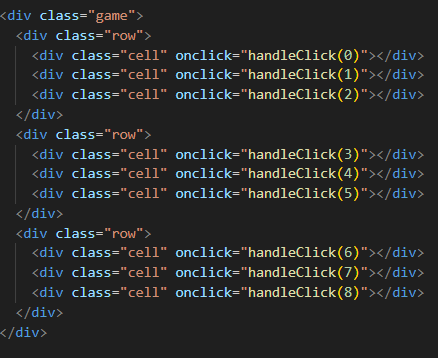 <div class="game">
  <div class="row">
    <div class="cell" onclick="handleClick(0)"></div>
    <div class="cell" onclick="handleClick(1)"></div>
    <div class="cell" onclick="handleClick(2)"></div>
  </div>
  <div class="row">
    <div class="cell" onclick="handleClick(3)"></div>
    <div class="cell" onclick="handleClick(4)"></div>
    <div class="cell" onclick="handleClick(5)"></div>
  </div>
  <div class="row">
    <div class="cell" onclick="handleClick(6)"></div>
    <div class="cell" onclick="handleClick(7)"></div>
    <div class="cell" onclick="handleClick(8)"></div>
  </div>
</div>